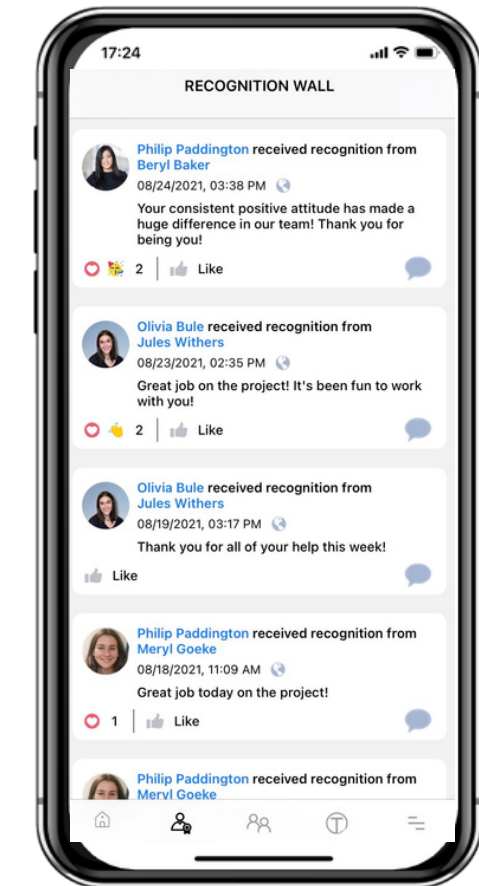 17:24
RECOGNITION WALL
Philip Paddington received recognition from
Beryl Baker
08/24/2021, 03:38 PM
Your consistent positive attitude has made a
huge difference in our team! Thank you for
being you!
2 Like
Olivia Bule received recognition from
Jules Withers
08/23/2021, 02:35 PM
Great job on the project! It's been fun to work
with you!
2 Like
Olivia Bule received recognition from
Jules Withers
08/19/2021, 03:17 PM
Thank you for all of your help this week!
Like
Philip Paddington received recognition from
Meryl Goeke
08/18/2021, 11:09 AM
Great job today on the project!
1 Like
Philip Paddington received recognition from
Meryl Goeke
T